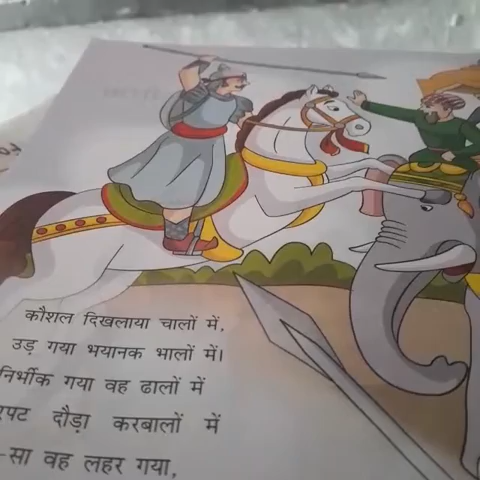 कौशल दिखलाया चालों में,
उड़ गया भयानक भालों में।
निर्भीक गया वह ढालों में
दौड़ा करबालों में
-सा वह लहर गया,